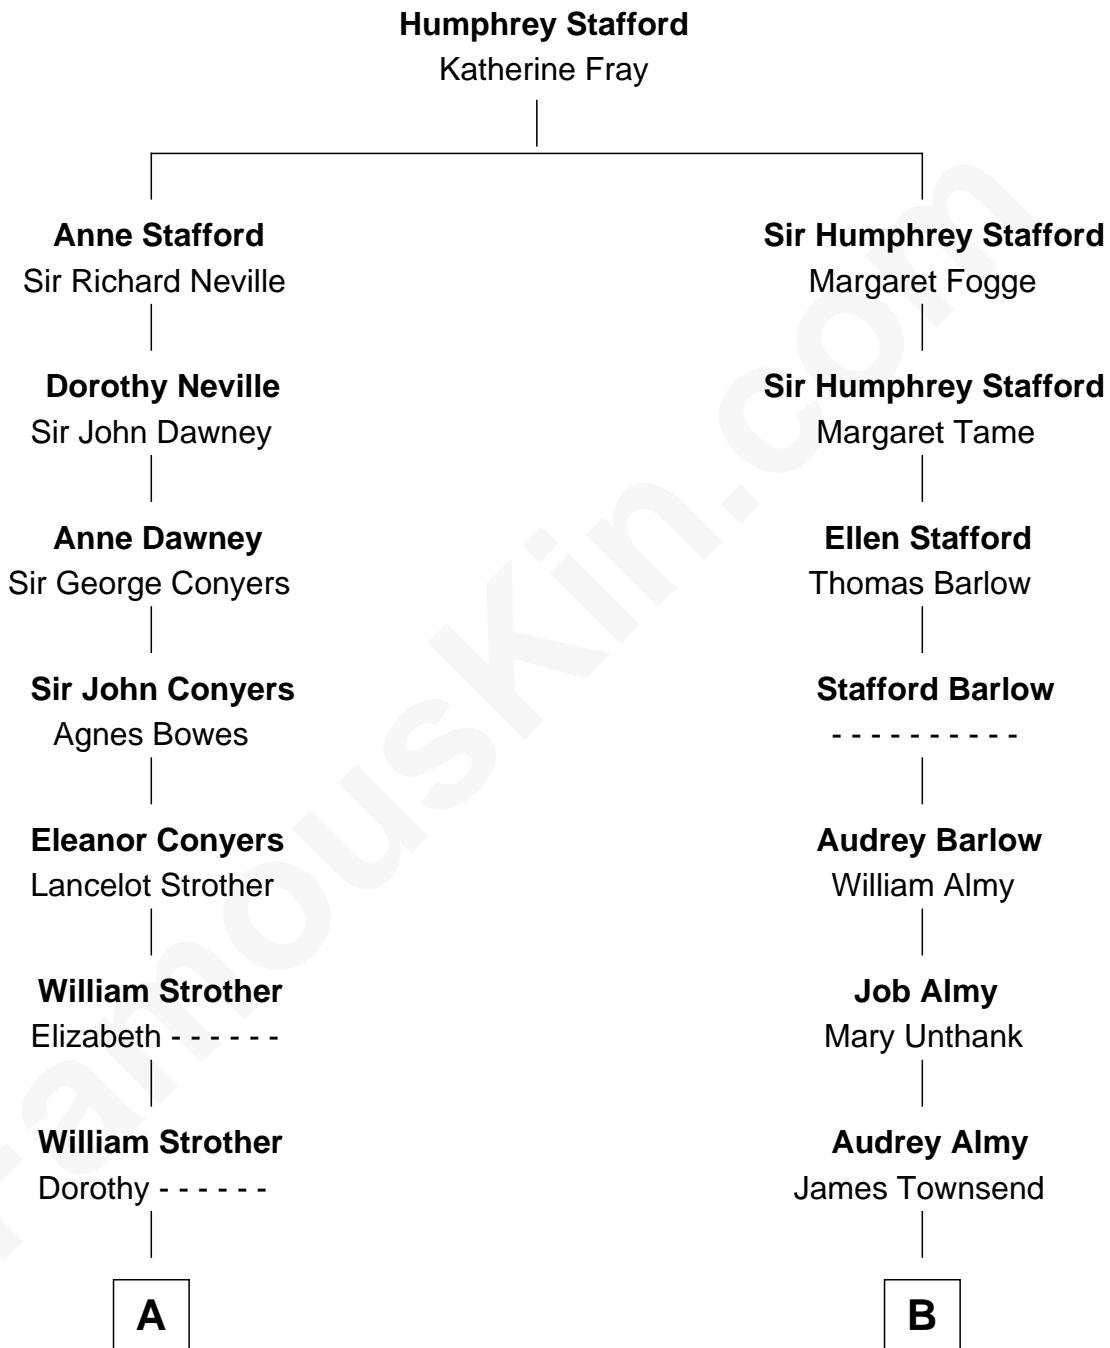 Humphrey Stafford
Katherine Fray
Anne Stafford
Sir Richard Neville
Sir Humphrey Stafford
Margaret Fogge
Dorothy Neville
Sir John Dawney
Sir Humphrey Stafford
Margaret Tame
Anne Dawney
Sir George Conyers
Ellen Stafford
Thomas Barlow
Sir John Conyers
Agnes Bowes
Stafford Barlow
- - - - - - - - - -
Eleanor Conyers
Lancelot Strother
Audrey Barlow
William Almy
William Strother
Elizabeth - - - - - -
Job Almy
Mary Unthank
William Strother
Dorothy - - - - - -
Audrey Almy
James Townsend
A
B
FamousKin.com